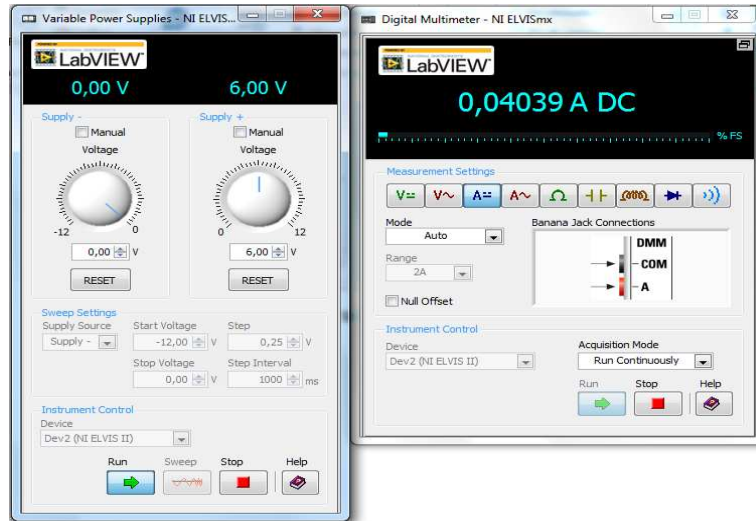 Variable Power Supplies - NI ELVIS...
LabVIEW
0,00 V 6,00 V
Supply - Supply +
Manual Manual
Voltage Voltage
-12 0 0 12
0,00 V 6,00 V
RESET RESET
Sweep Settings
Supply Source Start Voltage Step
Supply - -12,00 V 0,25 V
Stop Voltage Step Interval
0,00 V 1000 ms
Instrument Control
Device
Dev2 (NI ELVIS II)
Run Sweep Stop Help
Digital Multimeter - NI ELVISmx
LabVIEW
0,04039 A DC
% FS
Measurement Settings
V= V~ A= A~ Ω
Mode Banana Jack Connections
Auto
Range
2A
DMM
COM
A
Null Offset
Instrument Control
Device Acquisition Mode
Dev2 (NI ELVIS II) Run Continuously
Run Stop Help